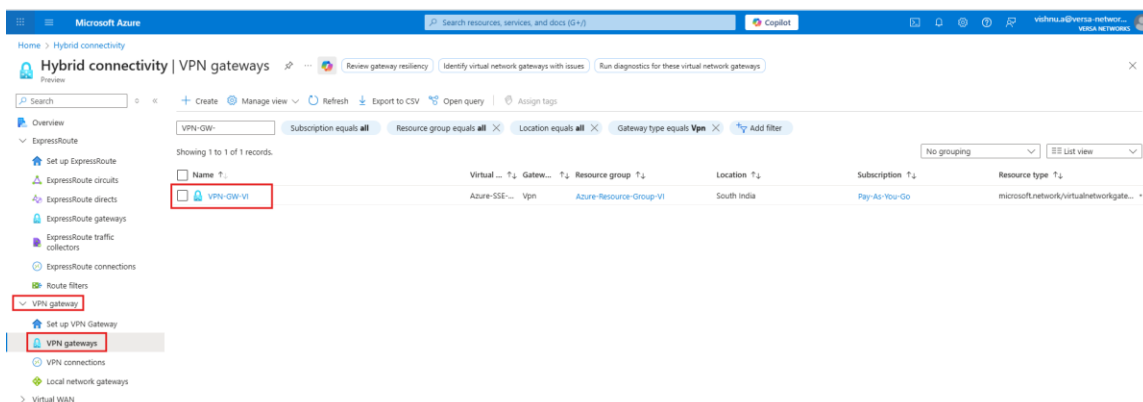 Microsoft Azure
Search resources, services, and docs (G+/)
Copilot
vishnu.a@versa-networ...
VERSA NETWORKS
Home > Hybrid connectivity
Hybrid connectivity | VPN gateways
Preview
Review gateway resiliency
Identify virtual network gateways with issues
Run diagnostics for these virtual network gateways
Search
Overview
ExpressRoute
Set up ExpressRoute
ExpressRoute circuits
ExpressRoute directs
ExpressRoute gateways
ExpressRoute traffic
collectors
ExpressRoute connections
Route filters
VPN gateway
Set up VPN Gateway
VPN gateways
VPN connections
Local network gateways
Virtual WAN
Create Manage view Refresh Export to CSV Open query Assign tags
VPN-GW- Subscription equals all Resource group equals all Location equals all Gateway type equals Vpn Add filter
Showing 1 to 1 of 1 records.
No grouping List view
Name ↑↓ Virtual ... ↑↓ Gatew... ↑↓ Resource group ↑↓ Location ↑↓ Subscription ↑↓ Resource type ↑↓
VPN-GW-VI Azure-SSE-... Vpn Azure-Resource-Group-VI South India Pay-As-You-Go microsoft.network/virtualnetworkgate...